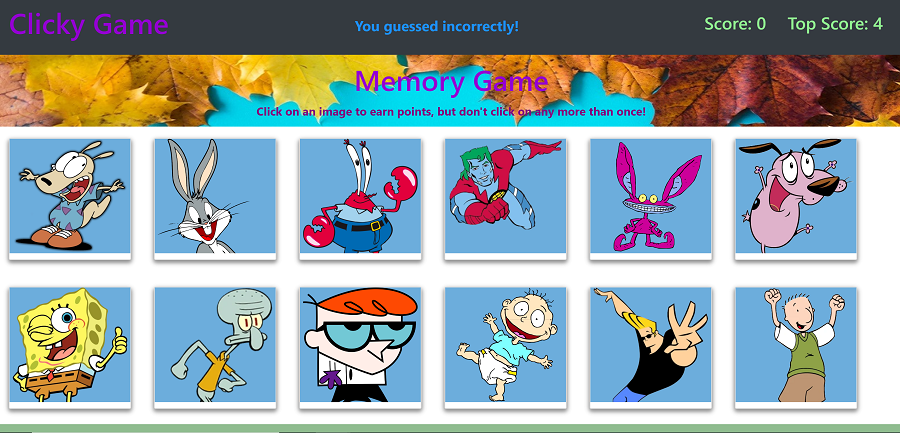 Clicky Game
You guessed incorrectly!
Score: 0 Top Score: 4
Memory Game
Click on an image to earn points, but don't click on any more than once!